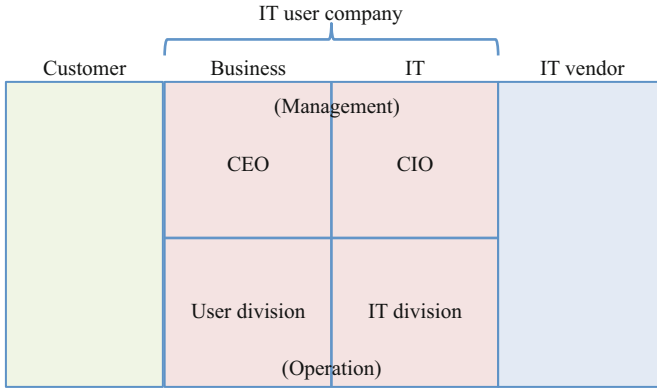 IT user company
Customer Business IT IT vendor
(Management)
CEO CIO
User division IT division
(Operation)